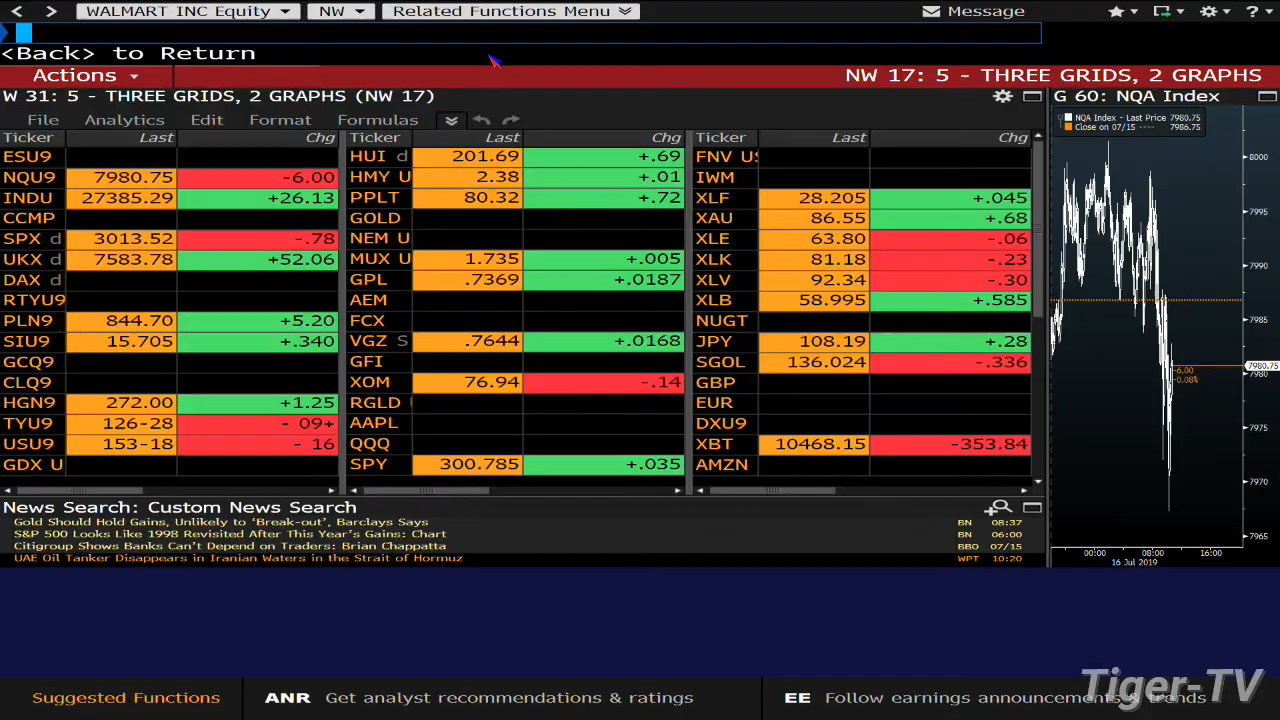 WALMART INC Equity NW Related Functions Menu Message
<Back> to Return
Actions NW 17: 5 - THREE GRIDS, 2 GRAPHS
W 31: 5 - THREE GRIDS, 2 GRAPHS (NW 17) G 60: NQA Index
File Analytics Edit Format Formulas
NQA Index - Last Price 7980.75
Close on 07/15 ---- 7986.75
Ticker Last Chg Ticker Last Chg Ticker Last Chg
ESU9 HUI d 201.69 +.69 FNV US
NQU9 7980.75 -6.00 HMY U 2.38 +.01 IWM
INDU 27385.29 +26.13 PPLT 80.32 +.72 XLF 28.205 +.045
CCMP GOLD XAU 86.55 +.68
SPX d 3013.52 -.78 NEM U XLE 63.80 -.06
UKX d 7583.78 +52.06 MUX U 1.735 +.005 XLK 81.18 -.23
DAX d GPL .7369 +.0187 XLV 92.34 -.30
RTYU9 AEM XLB 58.995 +.585
PLN9 844.70 +5.20 FCX NUGT
SIU9 15.705 +.340 VGZ S .7644 +.0168 JPY 108.19 +.28
GCQ9 GFI SGOL 136.024 -.336
CLQ9 XOM 76.94 -.14 GBP
HGN9 272.00 +1.25 RGLD EUR
TYU9 126-28 - 09+ AAPL DXU9
USU9 153-18 - 16 QQQ XBT 10468.15 -353.84
GDX U SPY 300.785 +.035 AMZN
8000
7995
7990
7985
7980.75
7980
-6.00
-0.08%
7975
7970
7965
00:00 08:00 16:00
16 Jul 2019
News Search: Custom News Search
Gold Should Hold Gains, Unlikely to ‘Break-out’, Barclays Says BN 08:37
S&P 500 Looks Like 1998 Revisited After This Year’s Gains: Chart BN 06:00
Citigroup Shows Banks Can’t Depend on Traders: Brian Chappatta BBO 07/15
UAE Oil Tanker Disappears in Iranian Waters in the Strait of Hormuz WPT 10:20
Suggested Functions ANR Get analyst recommendations & ratings EE Follow earnings announcements & trends
Tiger-TV